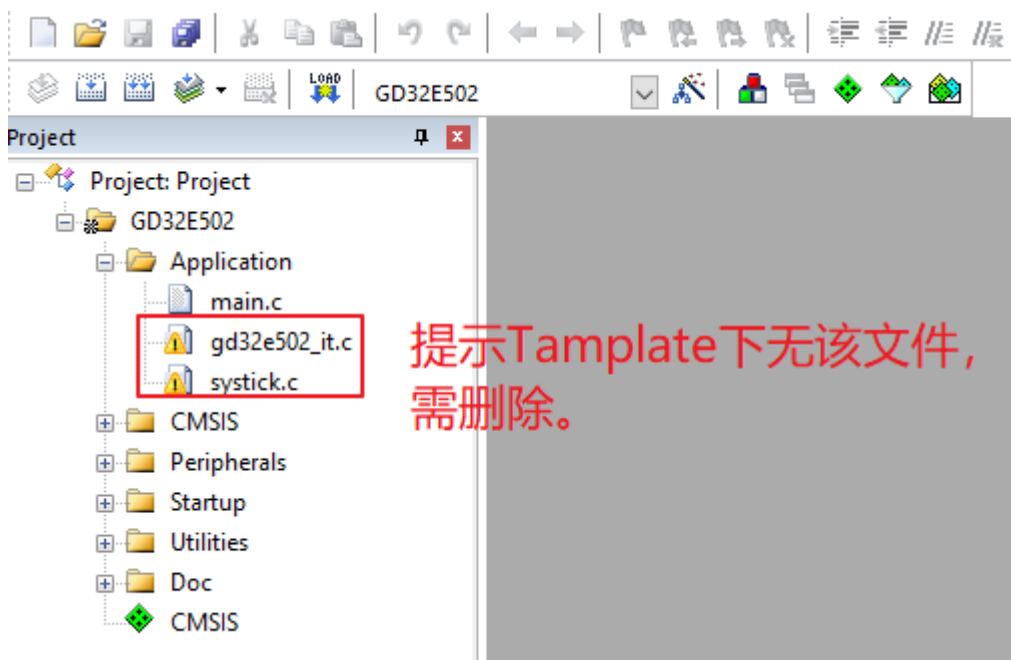 LOAD
GD32E502
Project
Project: Project
GD32E502
Application
main.c
gd32e502_it.c
systick.c
CMSIS
Peripherals
Startup
Utilities
Doc
CMSIS
提示Tamplate下无该文件，
需删除。